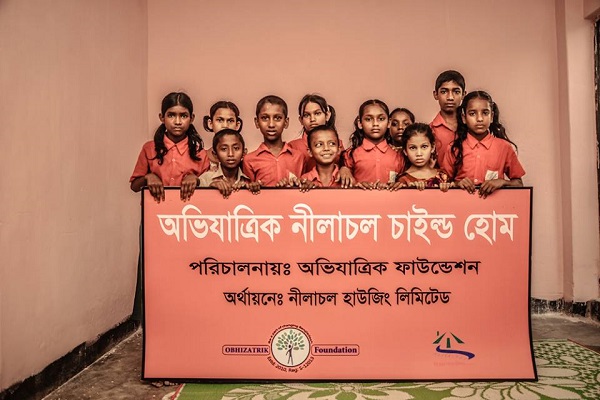 অভিযাত্রিক নীলাচল চাইল্ড হোম
পরিচালনায়ঃ অভিযাত্রিক ফাউন্ডেশন
অর্থায়নেঃ নীলাচল হাউজিং লিমিটেড
OBHIZATRIK Foundation